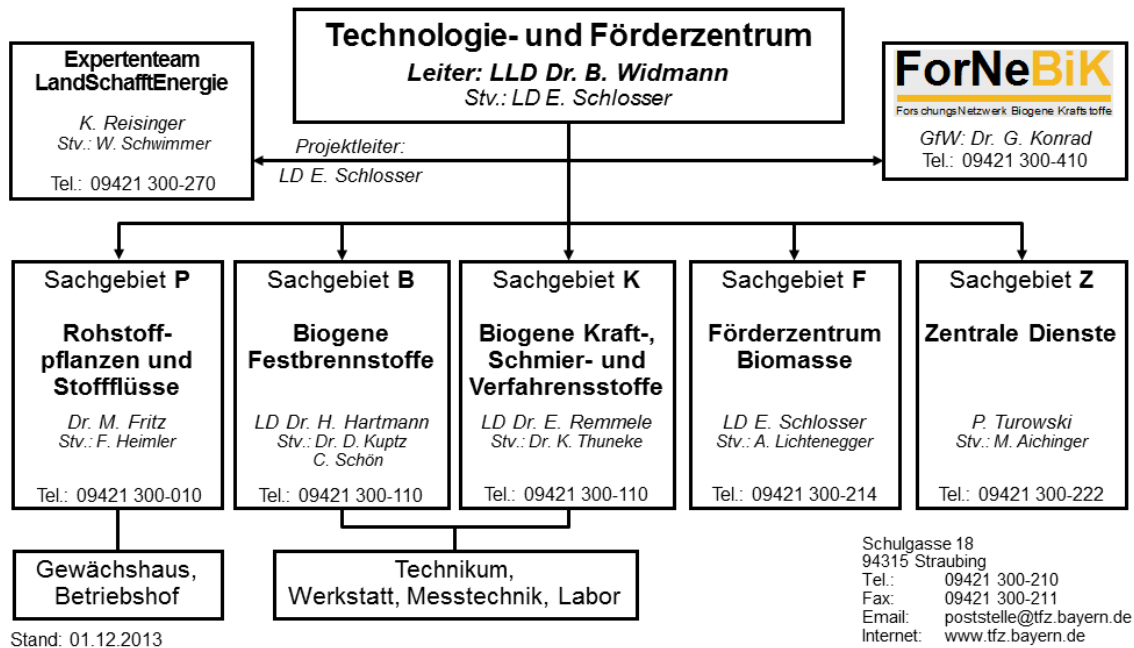 Technologie- und Förderzentrum
Leiter: LLD Dr. B. Widmann
Stv.: LD E. Schlosser
Expertenteam
LandSchafftEnergie
K. Reisinger
Stv.: W. Schwimmer
Tel.: 09421 300-270
Projektleiter:
LD E. Schlosser
ForNeBiK
ForschungsNetzwerk Biogene Kraftstoffe
GfW: Dr. G. Konrad
Tel.: 09421 300-410
Sachgebiet P
Rohstoff-
pflanzen und
Stoffflüsse
Dr. M. Fritz
Stv.: F. Heimler
Tel.: 09421 300-010
Sachgebiet B
Biogene
Festbrennstoffe
LD Dr. H. Hartmann
Stv.: Dr. D. Kuptz
C. Schön
Tel.: 09421 300-110
Sachgebiet K
Biogene Kraft-,
Schmier- und
Verfahrensstoffe
LD Dr. E. Remmele
Stv.: Dr. K. Thuneke
Tel.: 09421 300-110
Sachgebiet F
Förderzentrum
Biomasse
LD E. Schlosser
Stv.: A. Lichtenegger
Tel.: 09421 300-214
Sachgebiet Z
Zentrale Dienste
P. Turowski
Stv.: M. Aichinger
Tel.: 09421 300-222
Gewächshaus,
Betriebshof
Technikum,
Werkstatt, Messtechnik, Labor
Schulgasse 18
94315 Straubing
Tel.: 09421 300-210
Fax: 09421 300-211
Email: poststelle@tfz.bayern.de
Internet: www.tfz.bayern.de
Stand: 01.12.2013